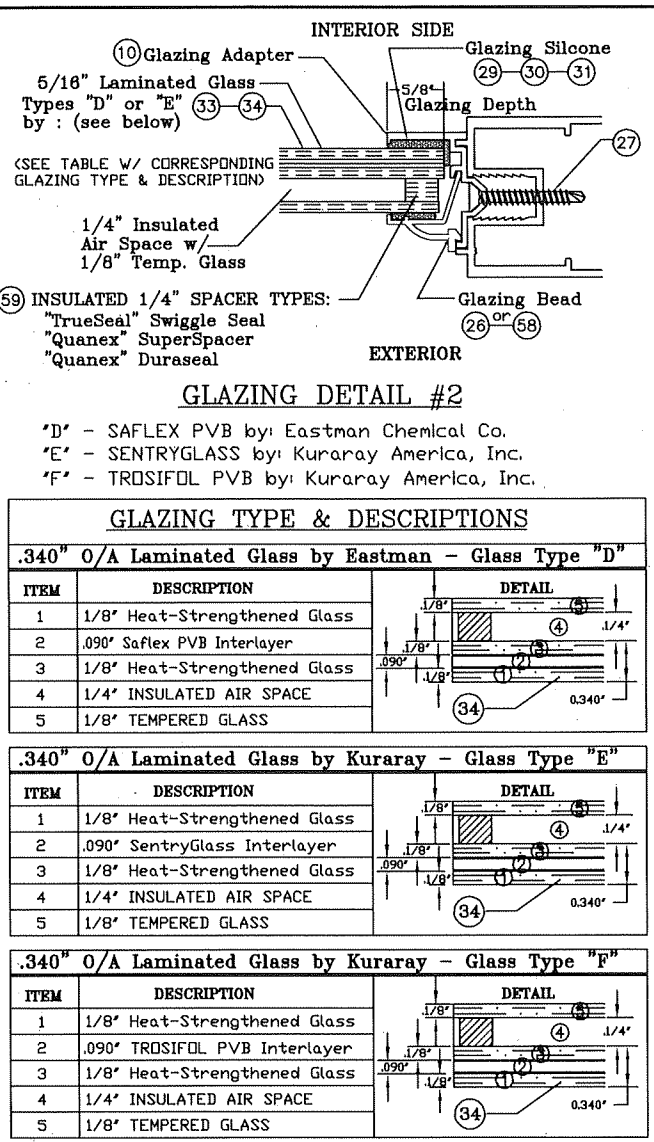 INTERIOR SIDE
10 Glazing Adapter
Glazing Silcone
29 30 31
5/16" Laminated Glass
Types "D" or "E" 33 34
by : (see below)
5/8"
Glazing Depth
27
(SEE TABLE W/ CORRESPONDING
GLAZING TYPE & DESCRIPTION)
1/4" Insulated
Air Space w/
1/8" Temp. Glass
59 INSULATED 1/4" SPACER TYPES:
"TrueSeal" Swiggle Seal
"Quanex" SuperSpacer
"Quanex" Duraseal
Glazing Bead
26 or 58
EXTERIOR
GLAZING DETAIL #2
"D" - SAFLEX PVB by: Eastman Chemical Co.
"E" - SENTRYGLASS by: Kuraray America, Inc.
"F" - TROSIFOL PVB by: Kuraray America, Inc.
GLAZING TYPE & DESCRIPTIONS
.340" O/A Laminated Glass by Eastman - Glass Type "D"
ITEM DESCRIPTION DETAIL
1 1/8" Heat-Strengthened Glass
2 .090" Saflex PVB Interlayer
3 1/8" Heat-Strengthened Glass
4 1/4" INSULATED AIR SPACE
5 1/8" TEMPERED GLASS
.1/8" 5
4 .1/4"
.1/8" 3
.090" 2
.1/8" 1
34 0.340"
.340" O/A Laminated Glass by Kuraray - Glass Type "E"
ITEM DESCRIPTION DETAIL
1 1/8" Heat-Strengthened Glass
2 .090" SentryGlass Interlayer
3 1/8" Heat-Strengthened Glass
4 1/4" INSULATED AIR SPACE
5 1/8" TEMPERED GLASS
.1/8" 5
4 .1/4"
.1/8" 3
.090" 2
.1/8" 1
34 0.340"
.340" O/A Laminated Glass by Kuraray - Glass Type "F"
ITEM DESCRIPTION DETAIL
1 1/8" Heat-Strengthened Glass
2 .090" TROSIFOL PVB Interlayer
3 1/8" Heat-Strengthened Glass
4 1/4" INSULATED AIR SPACE
5 1/8" TEMPERED GLASS
.1/8" 5
4 .1/4"
.1/8" 3
.090" 2
.1/8" 1
34 0.340"